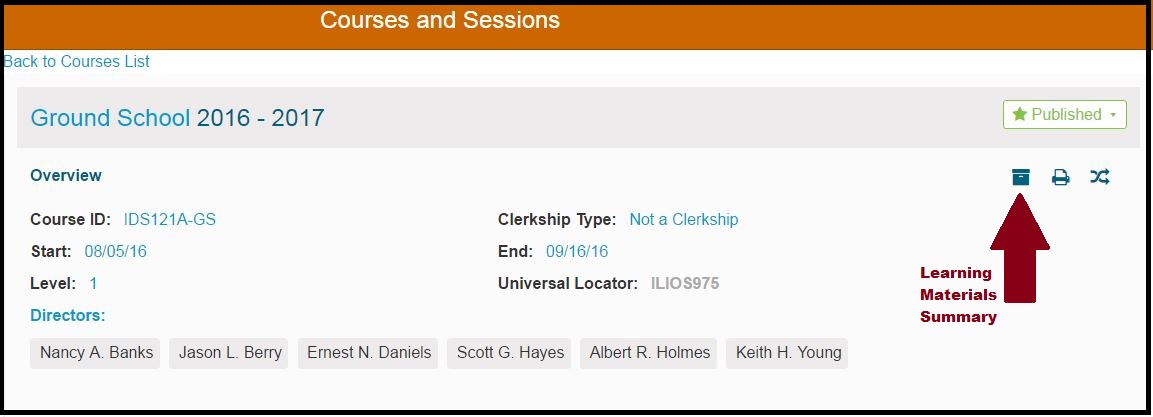 Courses and Sessions
Back to Courses List
Ground School 2016 - 2017
Published
Overview
Course ID: IDS121A-GS
Clerkship Type: Not a Clerkship
Start: 08/05/16
End: 09/16/16
Level: 1
Universal Locator: ILIOS975
Learning
Materials
Summary
Directors:
Nancy A. Banks Jason L. Berry Ernest N. Daniels Scott G. Hayes Albert R. Holmes Keith H. Young